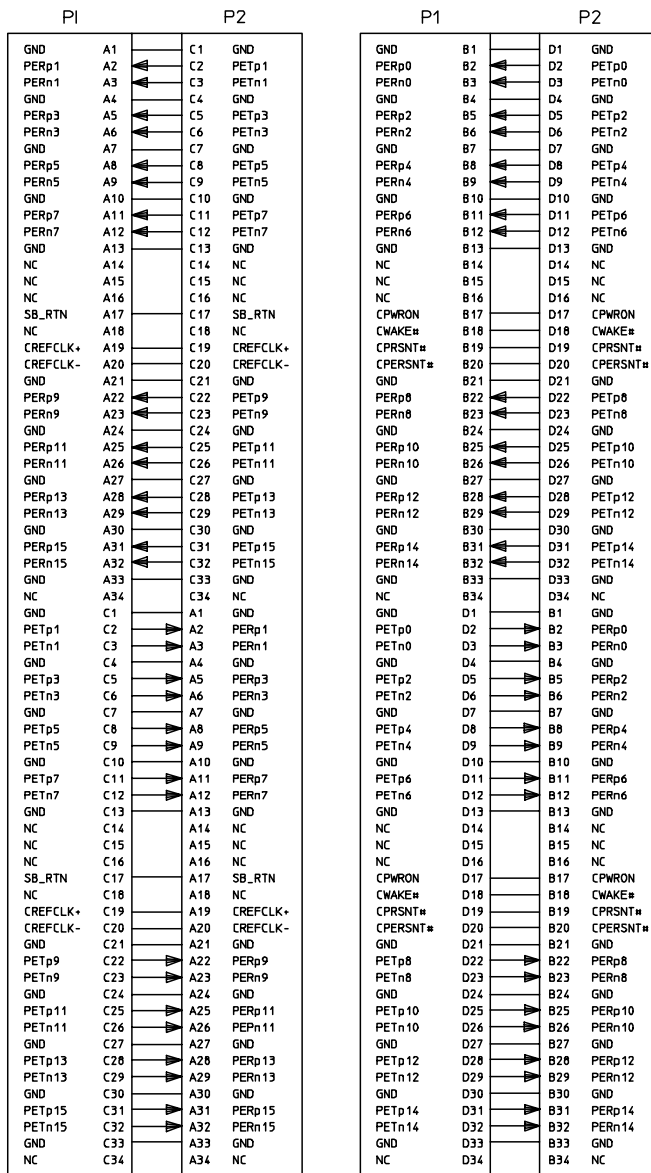 PI P2
GND A1 C1 GND
PERp1 A2 C2 PETp1
PERn1 A3 C3 PETn1
GND A4 C4 GND
PERp3 A5 C5 PETp3
PERn3 A6 C6 PETn3
GND A7 C7 GND
PERp5 A8 C8 PETp5
PERn5 A9 C9 PETn5
GND A10 C10 GND
PERp7 A11 C11 PETp7
PERn7 A12 C12 PETn7
GND A13 C13 GND
NC A14 C14 NC
NC A15 C15 NC
NC A16 C16 NC
SB_RTN A17 C17 SB_RTN
NC A18 C18 NC
CREFCLK+ A19 C19 CREFCLK+
CREFCLK- A20 C20 CREFCLK-
GND A21 C21 GND
PERp9 A22 C22 PETp9
PERn9 A23 C22 PETn9
GND A24 C24 GND
PERp11 A25 C25 PETp11
PERn11 A26 C26 PETn11
GND A27 C27 GND
PERp13 A28 C28 PETp13
PERn13 A29 C29 PETn13
GND A30 C30 GND
PERp15 A31 C31 PETp15
PERn15 A32 C32 PETn15
GND A33 C33 GND
NC A34 C34 NC
GND C1 A1 GND
PETp1 C2 A2 PERp1
PETn1 C3 A3 PERn1
GND C4 A4 GND
PETp3 C5 A5 PERp3
PETn3 C6 A6 PERn3
GND C7 A7 GND
PETp5 C8 A8 PERp5
PETn5 C9 A9 PERn5
GND C10 A10 GND
PETp7 C11 A11 PERp7
PETn7 C12 A12 PERn7
GND C13 A13 GND
NC C14 A14 NC
NC C15 A15 NC
NC C16 A16 NC
SB_RTN C17 A17 SB_RTN
NC C18 A18 NC
CREFCLK+ C19 A19 CREFCLK+
CREFCLK- C20 A20 CREFCLK-
GND C21 A21 GND
PETp9 C22 A22 PERp9
PETn9 C23 A23 PERn9
GND C24 A24 GND
PETp11 C25 A25 PERp11
PETn11 C26 A26 PEPn11
GND C27 A27 GND
PETp13 C28 A28 PERp13
PETn13 C29 A29 PERn13
GND C30 A30 GND
PETp15 C31 A31 PERp15
PETn15 C32 A32 PERn15
GND C33 A33 GND
NC C34 A34 NC
P1 P2
GND B1 D1 GND
PERp0 B2 D2 PETp0
PERn0 B3 D3 PETn0
GND B4 D4 GND
PERp2 B5 D5 PETp2
PERn2 B6 D6 PETn2
GND B7 D7 GND
PERp4 B8 D8 PETp4
PERn4 B9 D9 PETn4
GND B10 D10 GND
PERp6 B11 D11 PETp6
PERn6 B12 D12 PETn6
GND B13 D13 GND
NC B14 D14 NC
NC B15 D15 NC
NC B16 D16 NC
CPWRON B17 D17 CPWRON
CWAKE# B18 D18 CWAKE#
CPRSNT# B19 D19 CPRSNT#
CPERSNT# B20 D20 CPERSNT#
GND B21 D21 GND
PERp8 B22 D22 PETp8
PERn8 B23 D23 PETn8
GND B24 D24 GND
PERp10 B25 D25 PETp10
PERn10 B26 D26 PETn10
GND B27 D27 GND
PERp12 B28 D28 PETp12
PERn12 B29 D29 PETn12
GND B30 D30 GND
PERp14 B31 D31 PETp14
PERn14 B32 D32 PETn14
GND B33 D33 GND
NC B34 D34 NC
GND D1 B1 GND
PETp0 D2 B2 PERp0
PETn0 D3 B3 PERn0
GND D4 B4 GND
PETp2 D5 B5 PERp2
PETn2 D6 B6 PERn2
GND D7 B7 GND
PETp4 D8 B8 PERp4
PETn4 D9 B9 PERn4
GND D10 B10 GND
PETp6 D11 B11 PERp6
PETn6 D12 B12 PERn6
GND D13 B13 GND
NC D14 B14 NC
NC D15 B15 NC
NC D16 B16 NC
CPWRON D17 B17 CPWRON
CWAKE# D18 B18 CWAKE#
CPRSNT# D19 B19 CPRSNT#
CPERSNT# D20 B20 CPERSNT#
GND D21 B21 GND
PETp8 D22 B22 PERp8
PETn8 D23 B23 PERn8
GND D24 B24 GND
PETp10 D25 B25 PERp10
PETn10 D26 B26 PERn10
GND D27 B27 GND
PETp12 D28 B28 PERp12
PETn12 D29 B29 PERn12
GND D30 B30 GND
PETp14 D31 B31 PERp14
PETn14 D32 B32 PERn14
GND D33 B33 GND
NC D34 B34 NC